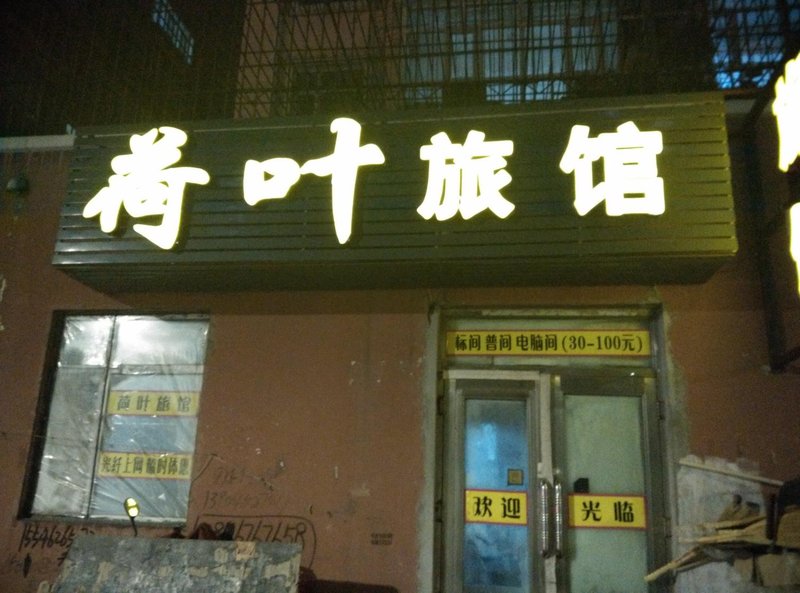 荷叶旅馆
标间 普间 电脑间 (30-100元)
荷叶旅馆
光纤上网 临时休息
欢迎
光临